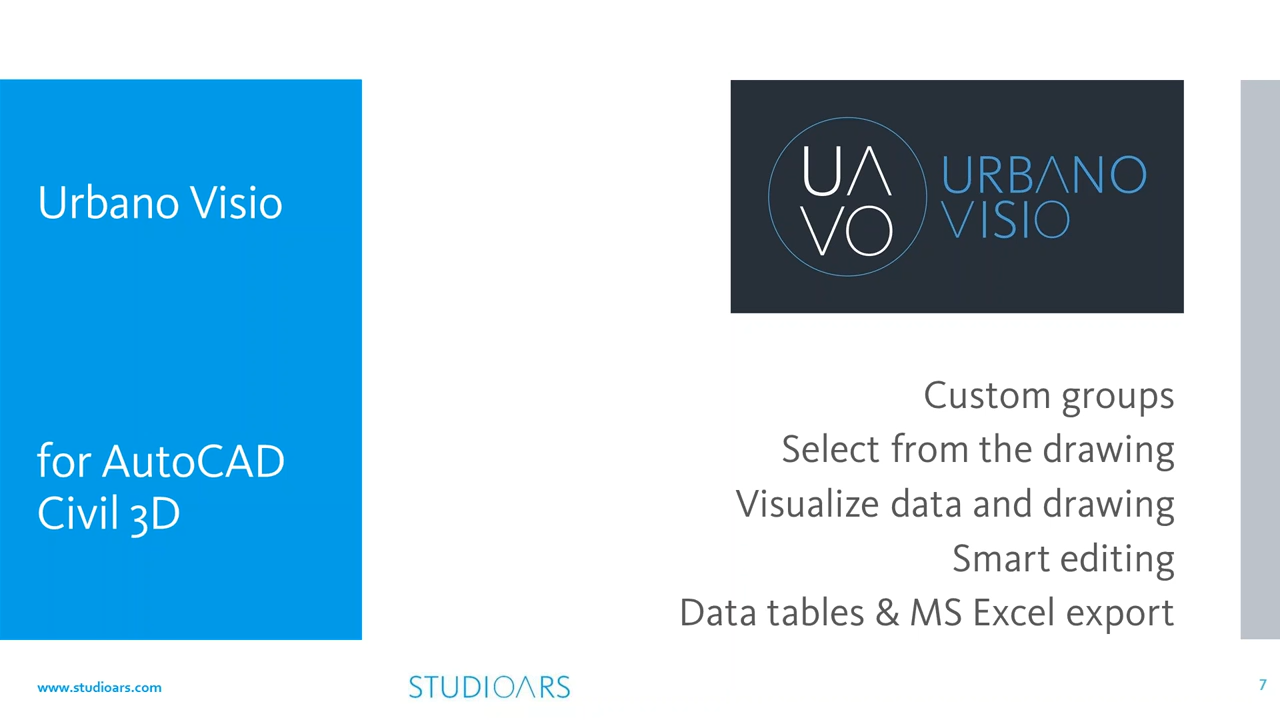 Urbano Visio
for AutoCAD
Civil 3D
UA
VO
URBANO
VISIO
Custom groups
Select from the drawing
Visualize data and drawing
Smart editing
Data tables & MS Excel export
www.studioars.com
STUDIOARS
7